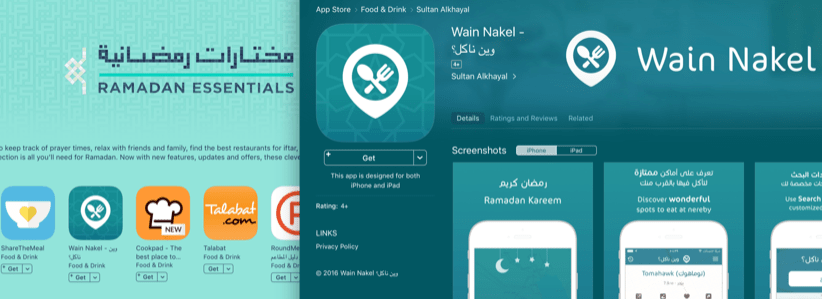 مختارات رمضانية
RAMADAN ESSENTIALS
keep track of prayer times, relax with friends and family, find the best restaurants for iftar,
ction is all you'll need for Ramadan. Now with new features, updates and offers, these cleve
ShareTheMeal
Food & Drink
Get
Wain Nakel - وين
ناكل؟
Food & Drink
Get
NEW
Cookpad - The
best place to...
Food & Drink
Get
Talabat
.com
Talabat
Food & Drink
Get
RoundMe
دليل المطاعم
Food & D
Get
App Store › Food & Drink › Sultan Alkhayal
Get
This app is designed for both
iPhone and iPad
Rating: 4+
LINKS
Privacy Policy
© 2016 Wain Nakel وين ناكل؟
Wain Nakel -
وين ناكل؟
4+
Sultan Alkhayal ›
Wain Nakel
Details Ratings and Reviews Related
Screenshots iPhone iPad
رمضان كريم
Ramadan Kareem
تعرف على أماكن ممتازة
لتأكل فيها بالقرب منك
Discover wonderful
spots to eat at nereby
وين ناكل؟
Tomahawk (توماهوك)
Use Search
customized